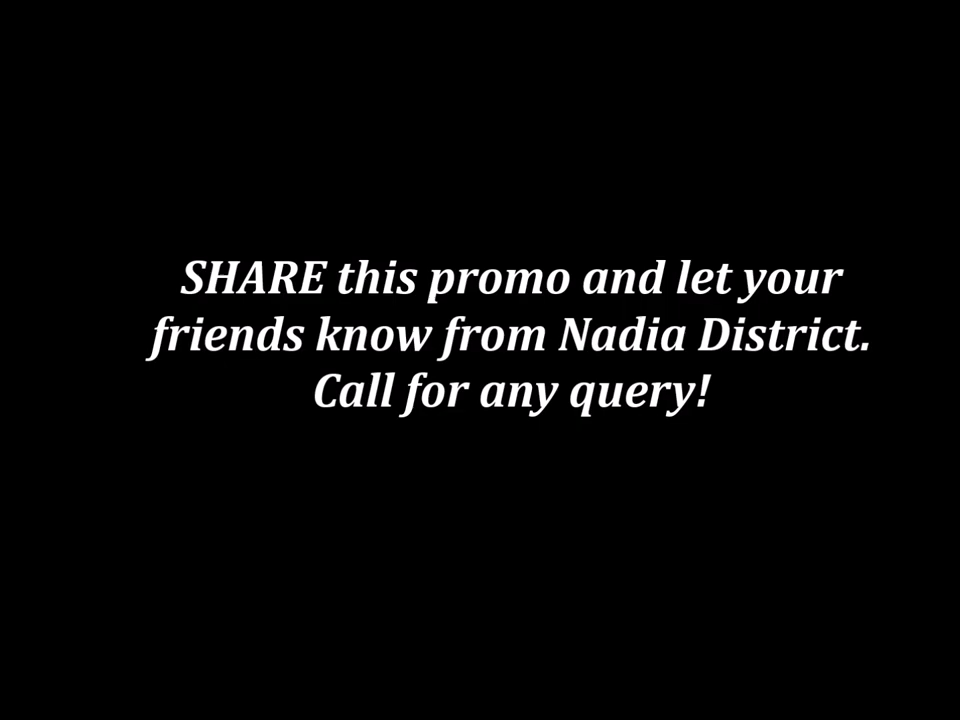 SHARE this promo and let your
friends know from Nadia District.
Call for any query!